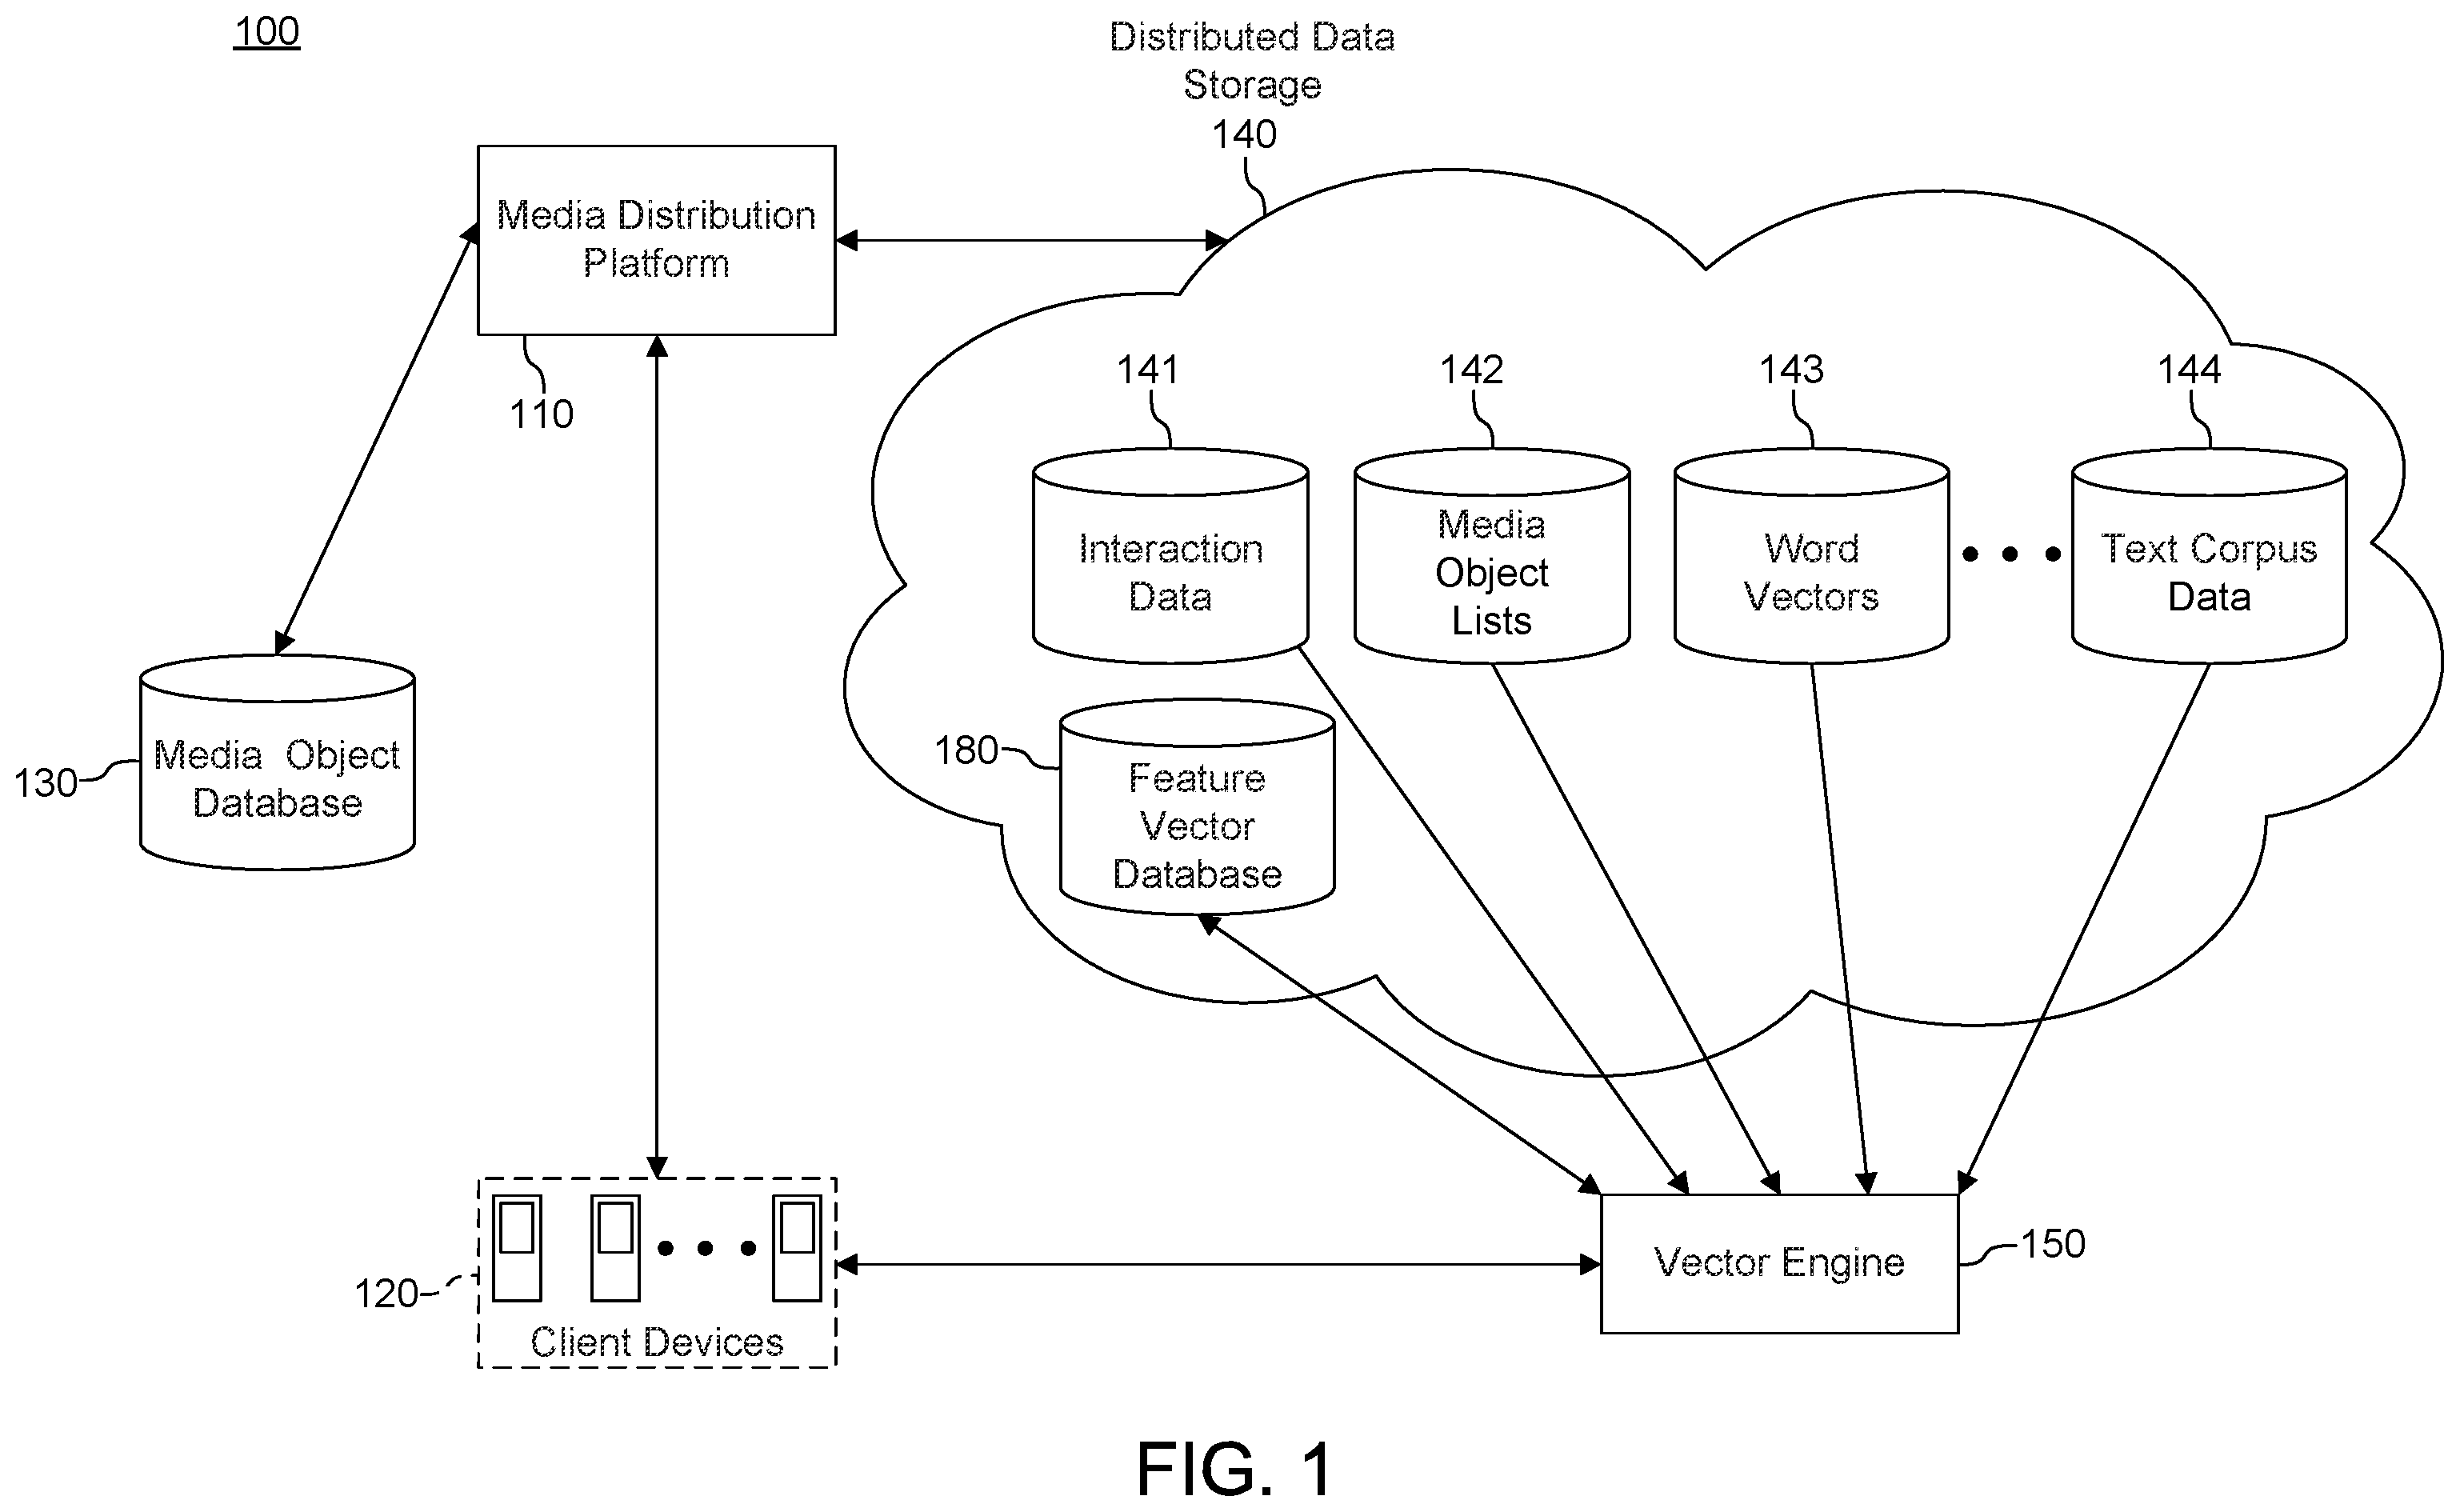 100
Distributed Data
Storage
140
Media Distribution
Platform
110
141
142
143
144
Interaction
Data
Media
Object
Lists
Word
Vectors
Text Corpus
Data
130
Media Object
Database
180
Feature
Vector
Database
120
Client Devices
Vector Engine
150
FIG. 1